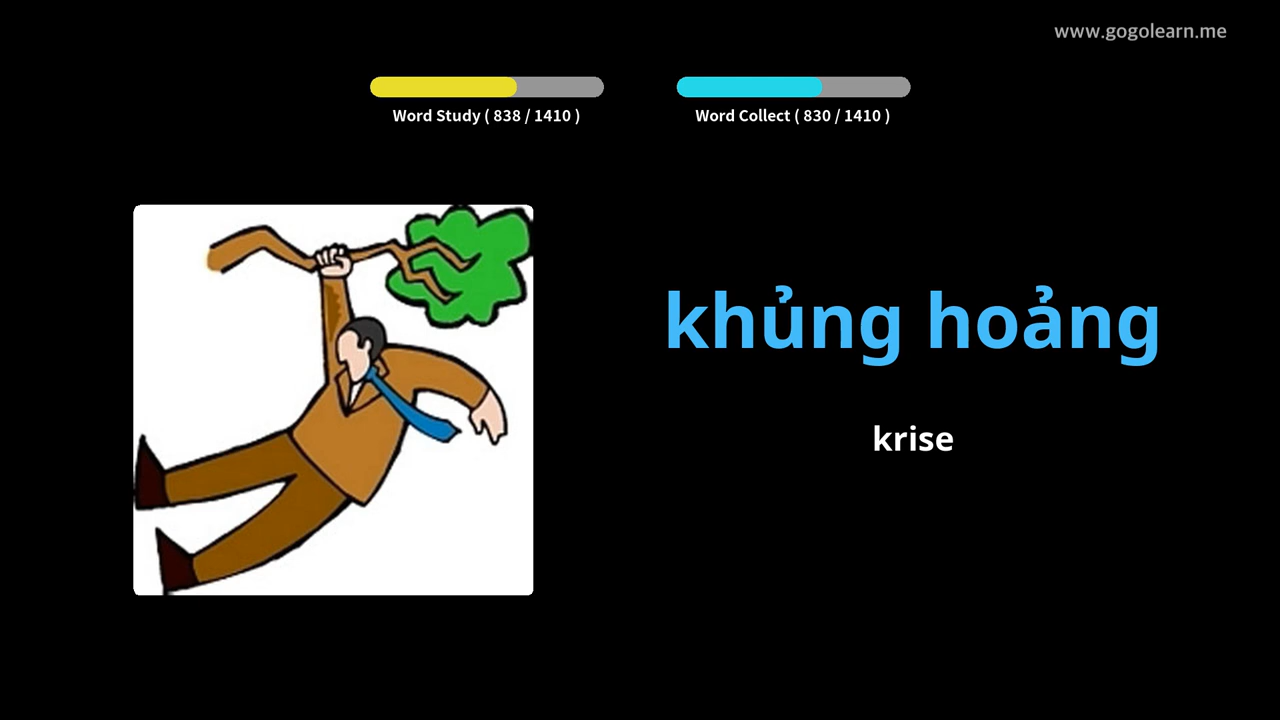 www.gogolearn.me
Word Study ( 838 / 1410 )
Word Collect ( 830 / 1410 )
khủng hoảng
krise